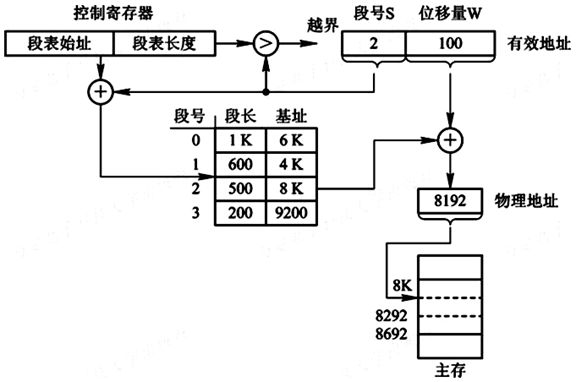 控制寄存器
段表始址 段表长度
>
越界
段号S 位移量W
2 100
有效地址
+
段号 段长 基址
0 1 K 6 K
1 600 4 K
2 500 8 K
3 200 9200
+
8192
物理地址
8K
8292
8692
主存